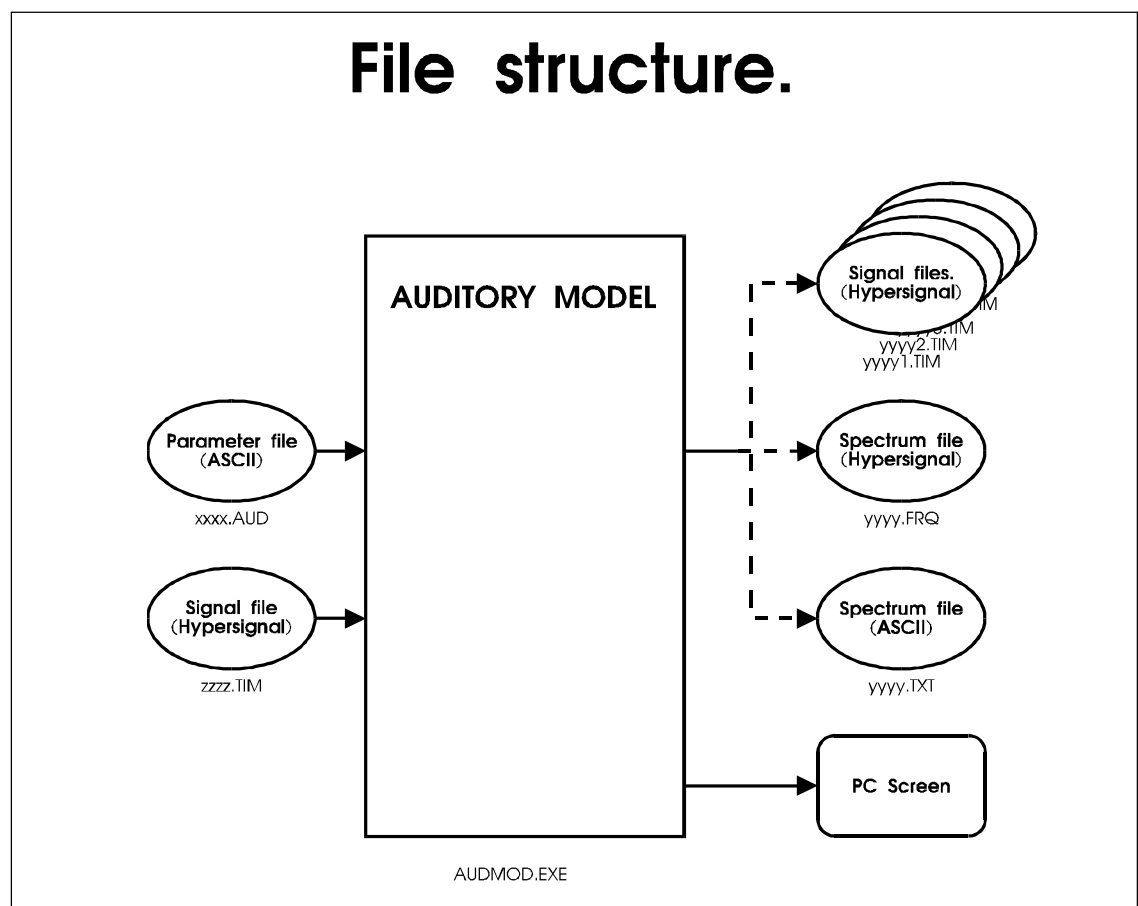 File structure.
AUDITORY MODEL
Parameter file
(ASCII)
xxxx.AUD
Signal file
(Hypersignal)
zzzz.TIM
Signal files.
(Hypersignal)
yyyy2.TIM
yyyy1.TIM
Spectrum file
(Hypersignal)
yyyy.FRQ
Spectrum file
(ASCII)
yyyy.TXT
PC Screen
AUDMOD.EXE